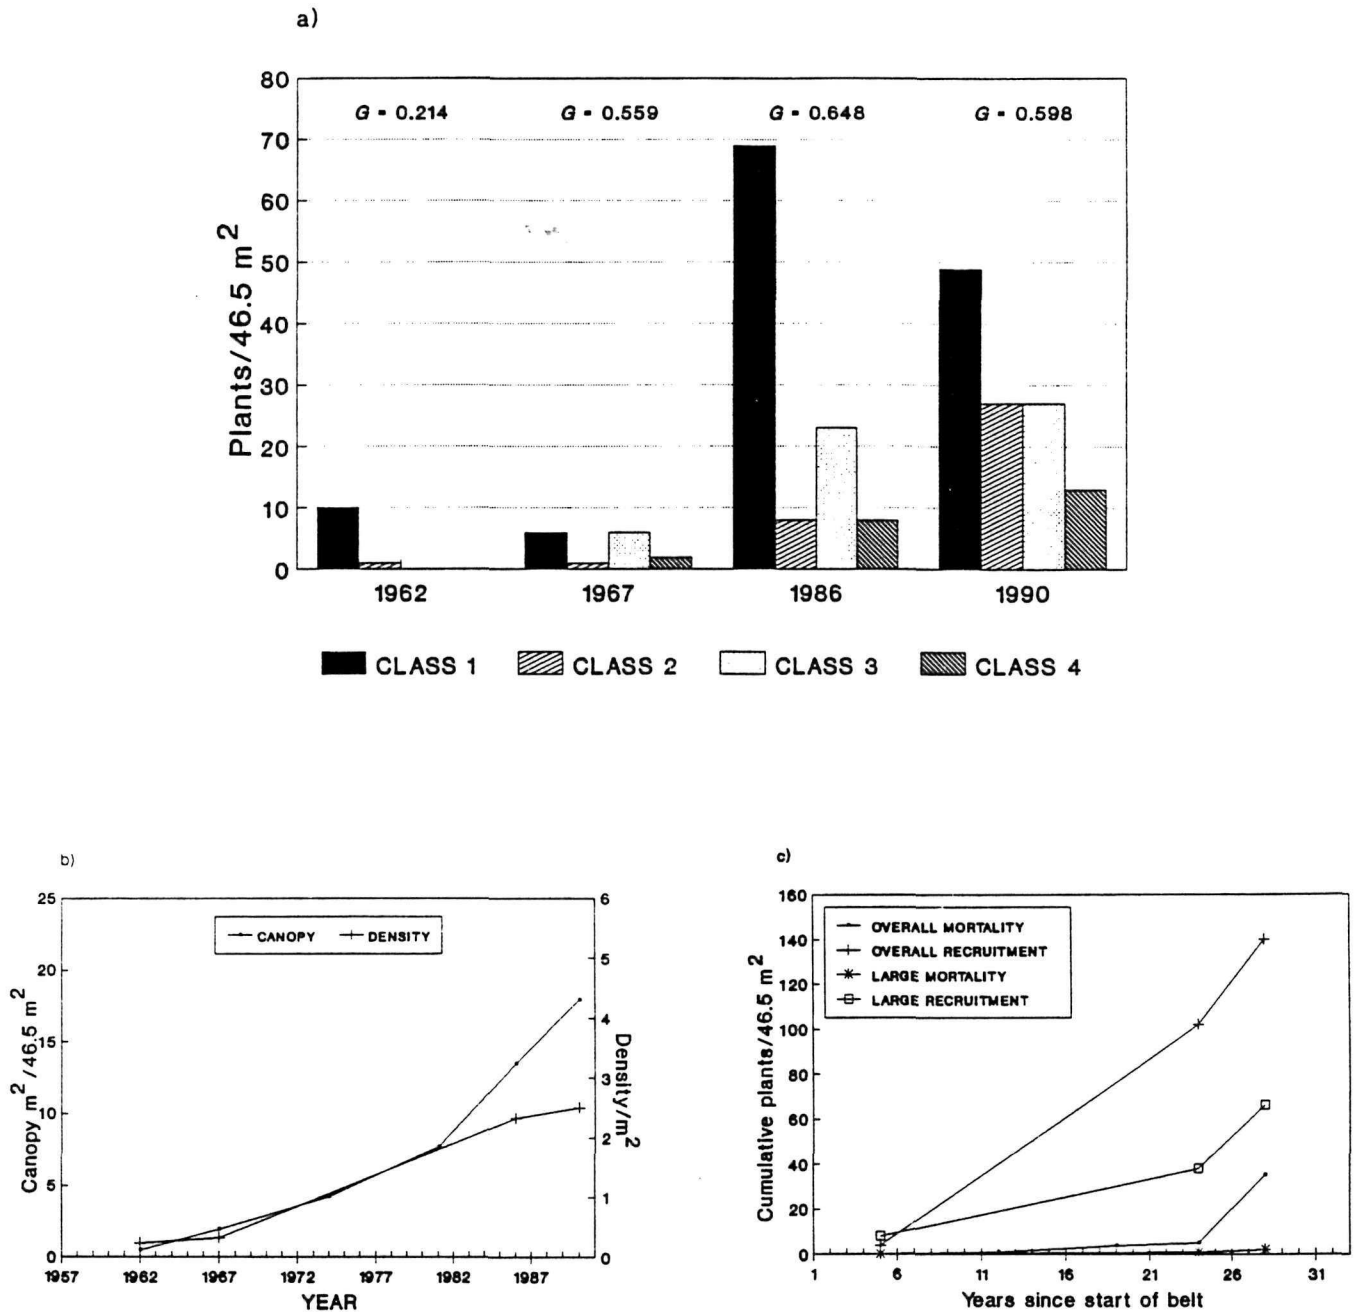 a)
80
70
60
50
40
30
20
10
0
Plants/46.5 m²
G = 0.214
G = 0.559
G = 0.648
G = 0.598
1962
1967
1986
1990
CLASS 1
CLASS 2
CLASS 3
CLASS 4
b)
25
20
15
10
5
0
Canopy m²/46.5 m²
CANOPY
DENSITY
6
5
4
3
2
1
0
Density/m²
1957
1962
1967
1972
1977
1982
1987
YEAR
c)
160
140
120
100
80
60
40
20
0
Cumulative plants/46.5 m²
OVERALL MORTALITY
OVERALL RECRUITMENT
LARGE MORTALITY
LARGE RECRUITMENT
1
6
11
16
21
26
31
Years since start of belt